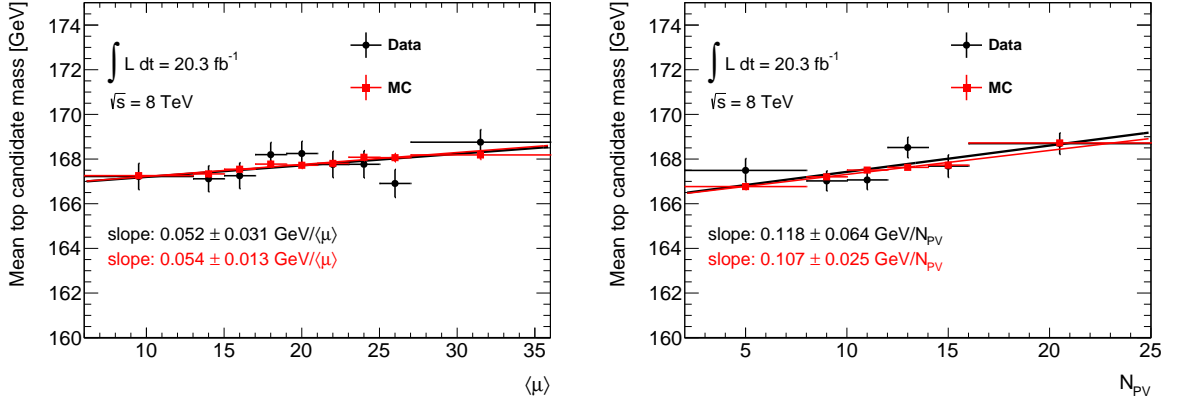 Mean top candidate mass [GeV]
174
172
170
168
166
164
162
160
∫ L dt = 20.3 fb⁻¹
√s = 8 TeV
Data
MC
slope: 0.052 ± 0.031 GeV/⟨μ⟩
slope: 0.054 ± 0.013 GeV/⟨μ⟩
10 15 20 25 30 35
⟨μ⟩
Mean top candidate mass [GeV]
174
172
170
168
166
164
162
160
∫ L dt = 20.3 fb⁻¹
√s = 8 TeV
Data
MC
slope: 0.118 ± 0.064 GeV/N_PV
slope: 0.107 ± 0.025 GeV/N_PV
5 10 15 20 25
N_PV